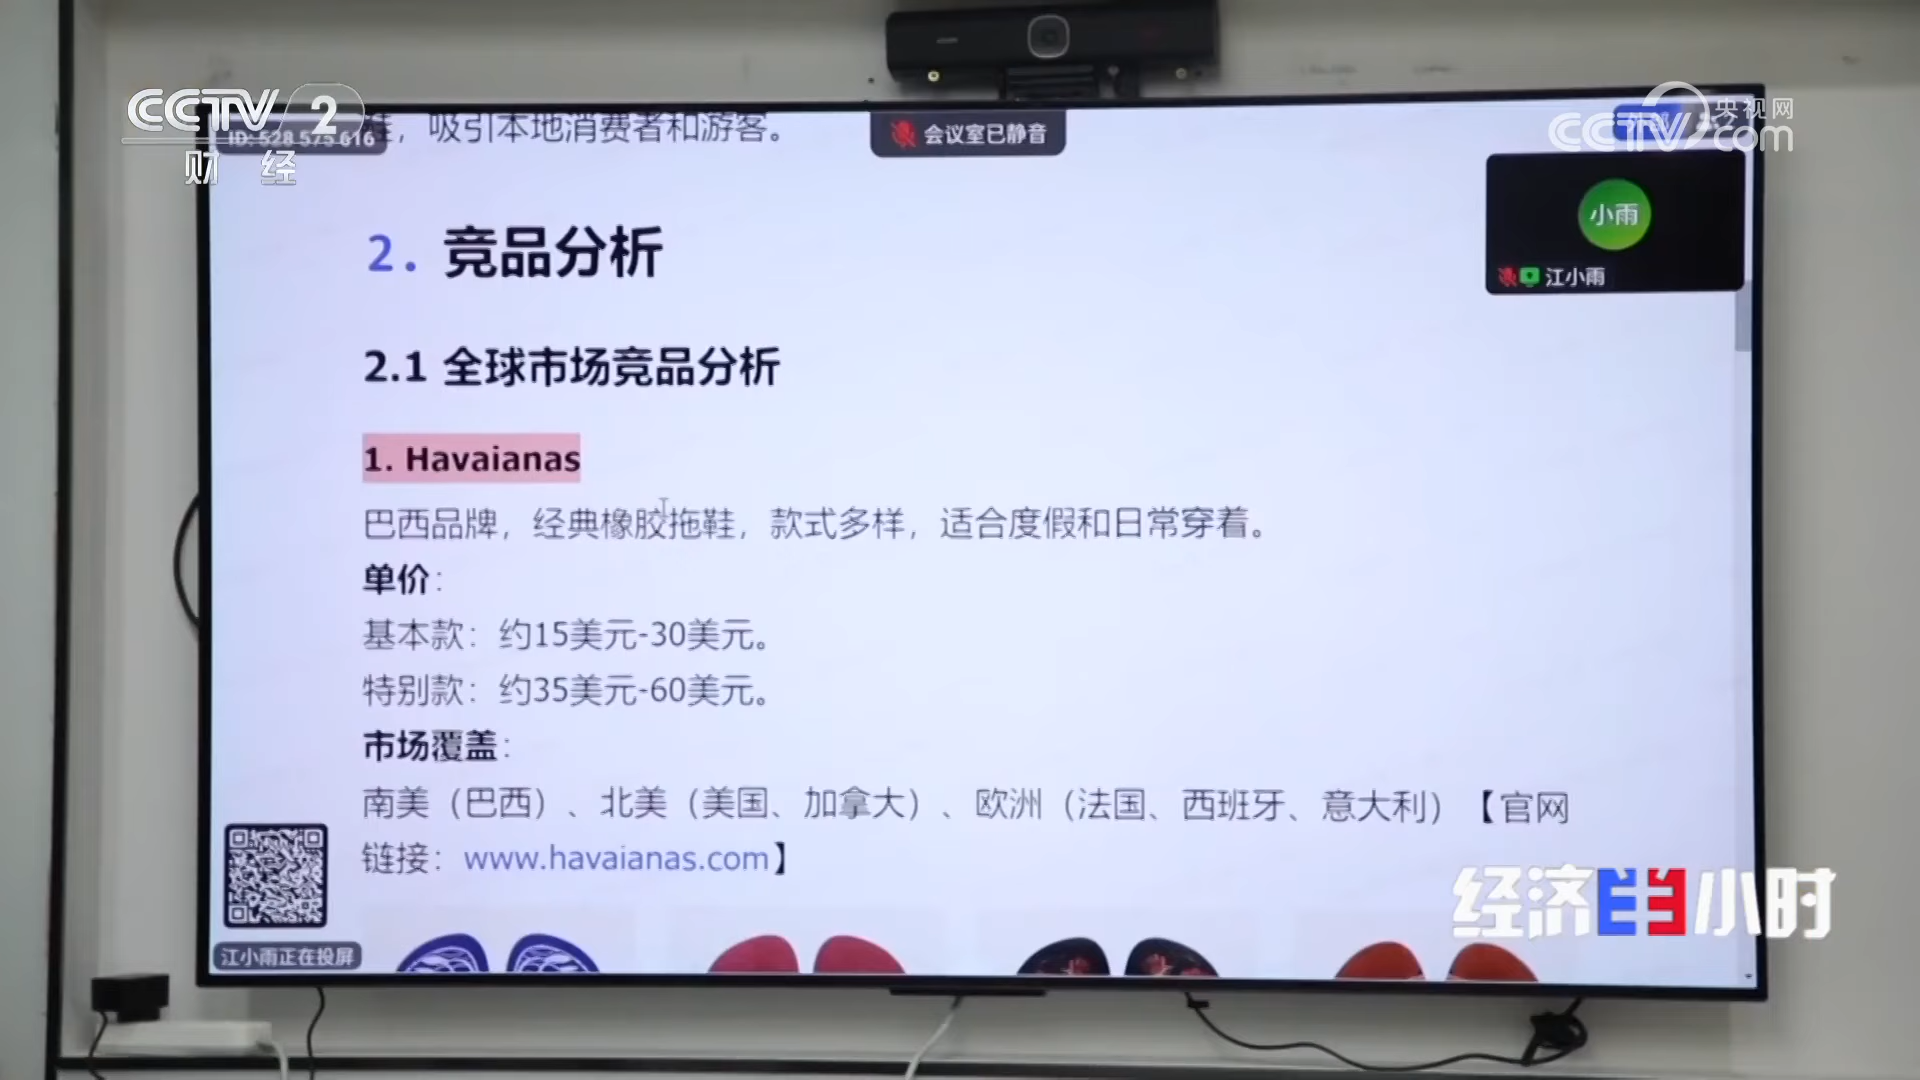 CCTV 2
财 经
ID: 528 575 616
，吸引本地消费者和游客。
会议室已静音
央视网
CCTV.com
小雨
江小雨
2. 竞品分析
2.1 全球市场竞品分析
1. Havaianas
巴西品牌，经典橡胶拖鞋，款式多样，适合度假和日常穿着。
单价：
基本款：约15美元-30美元。
特别款：约35美元-60美元。
市场覆盖：
南美（巴西）、北美（美国、加拿大）、欧洲（法国、西班牙、意大利）【官网
链接：www.havaianas.com】
经济半小时
江小雨正在投屏